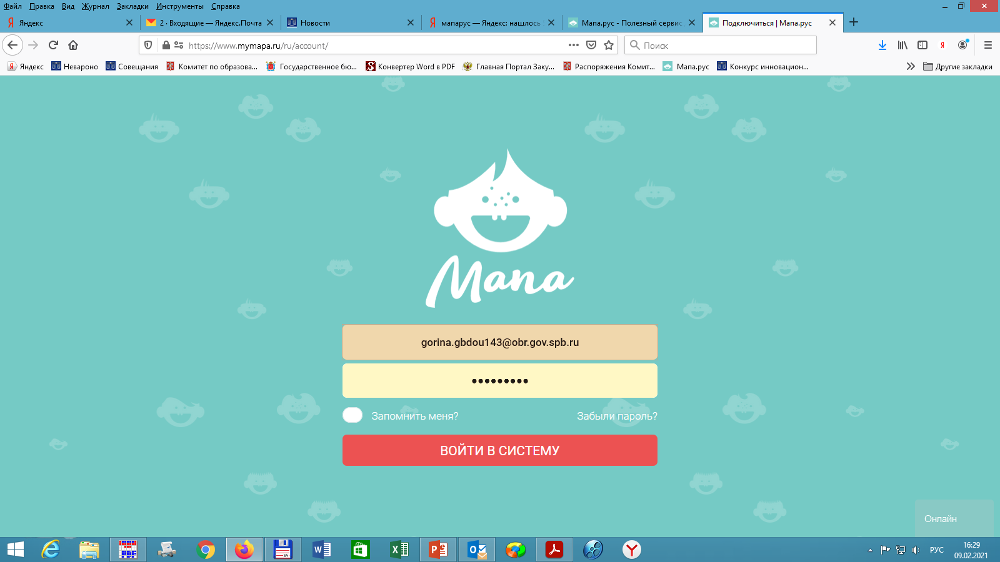 Файл Правка Вид Журнал Закладки Инструменты Справка
Яндекс
2 · Входящие — Яндекс.Почта
Новости
мапарус — Яндекс: нашлось
Мапа.рус - Полезный сервис
Подключиться | Мапа.рус
https://www.mymapa.ru/ru/account/
Поиск
Яндекс
Невароно
Совещания
Комитет по образова...
Государственное бю...
Конвертер Word в PDF
Главная Портал Заку...
Распоряжения Комит...
Мапа.рус
Конкурс инновацион...
Другие закладки
Мапа
gorina.gbdou143@obr.gov.spb.ru
Запомнить меня?
Забыли пароль?
ВОЙТИ В СИСТЕМУ
Онлайн
РУС
16:29
09.02.2021